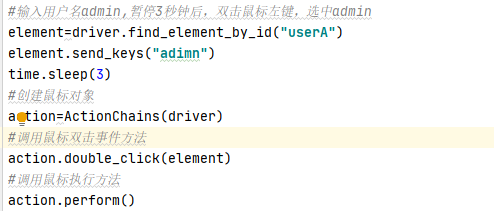 #输入用户名admin,暂停3秒钟后，双击鼠标左键，选中admin
element=driver.find_element_by_id("userA")
element.send_keys("adimn")
time.sleep(3)
#创建鼠标对象
action=ActionChains(driver)
#调用鼠标双击事件方法
action.double_click(element)
#调用鼠标执行方法
action.perform()